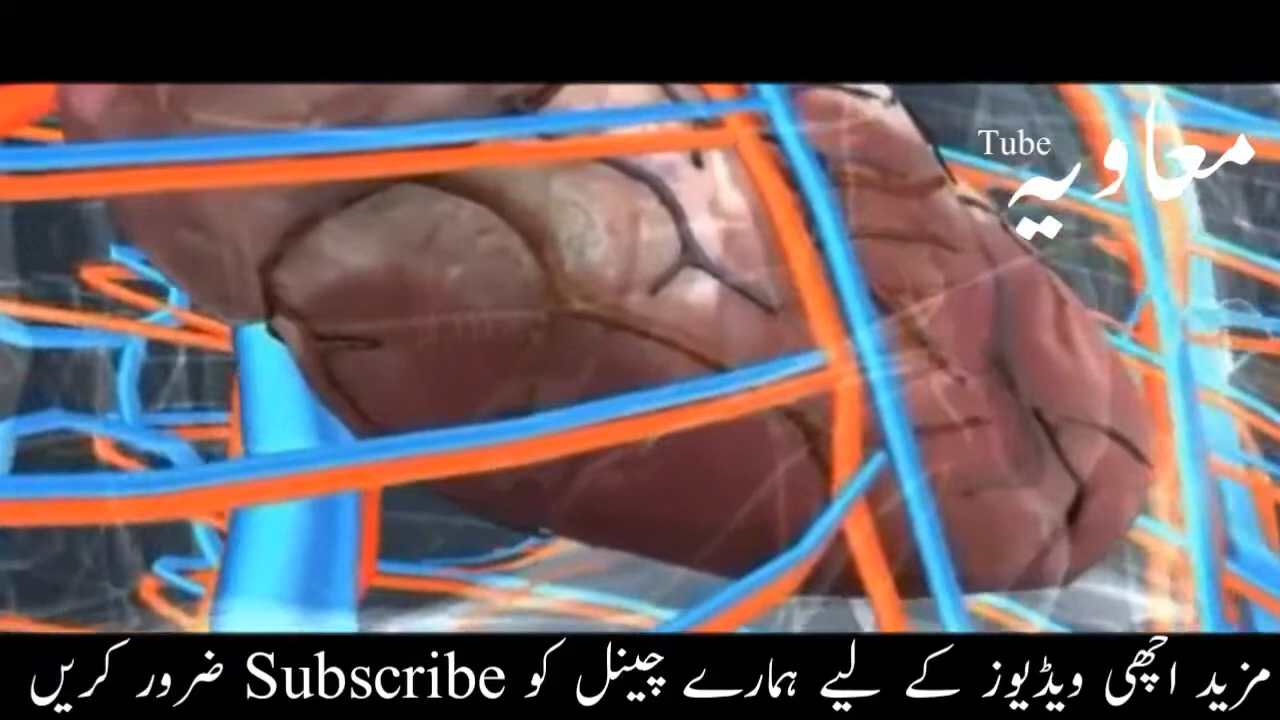 معاویہ Tube
مزید اچھی ویڈیوز کے لیے ہمارے چینل کو Subscribe ضرور کریں